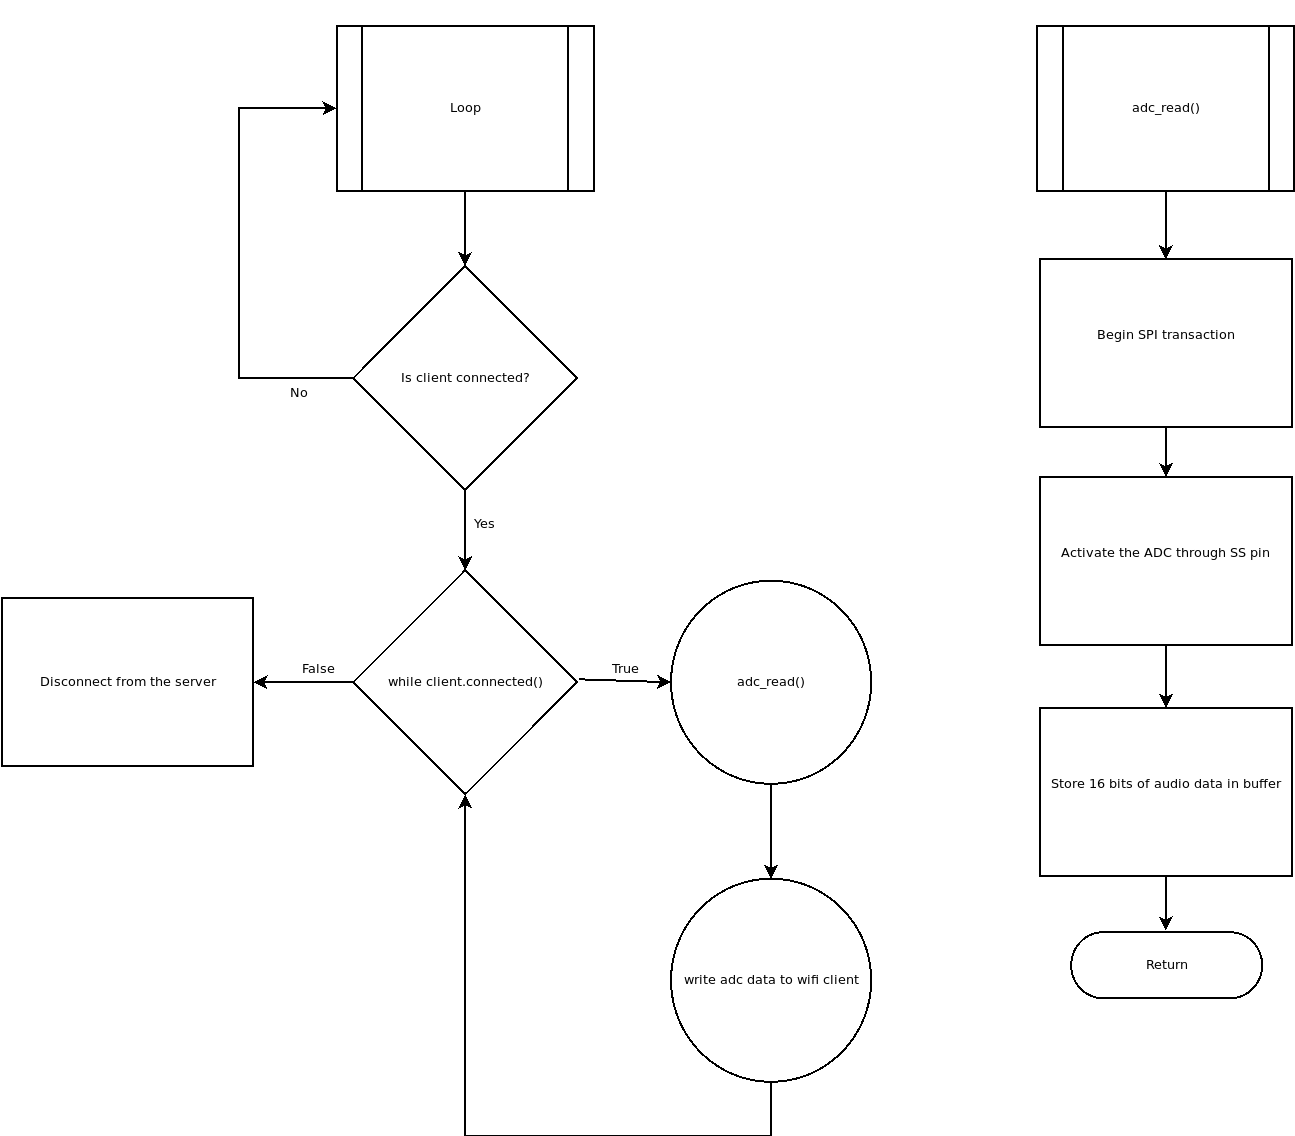 Loop
Is client connected?
No
Yes
while client.connected()
False
True
Disconnect from the server
adc_read()
write adc data to wifi client
adc_read()
Begin SPI transaction
Activate the ADC through SS pin
Store 16 bits of audio data in buffer
Return